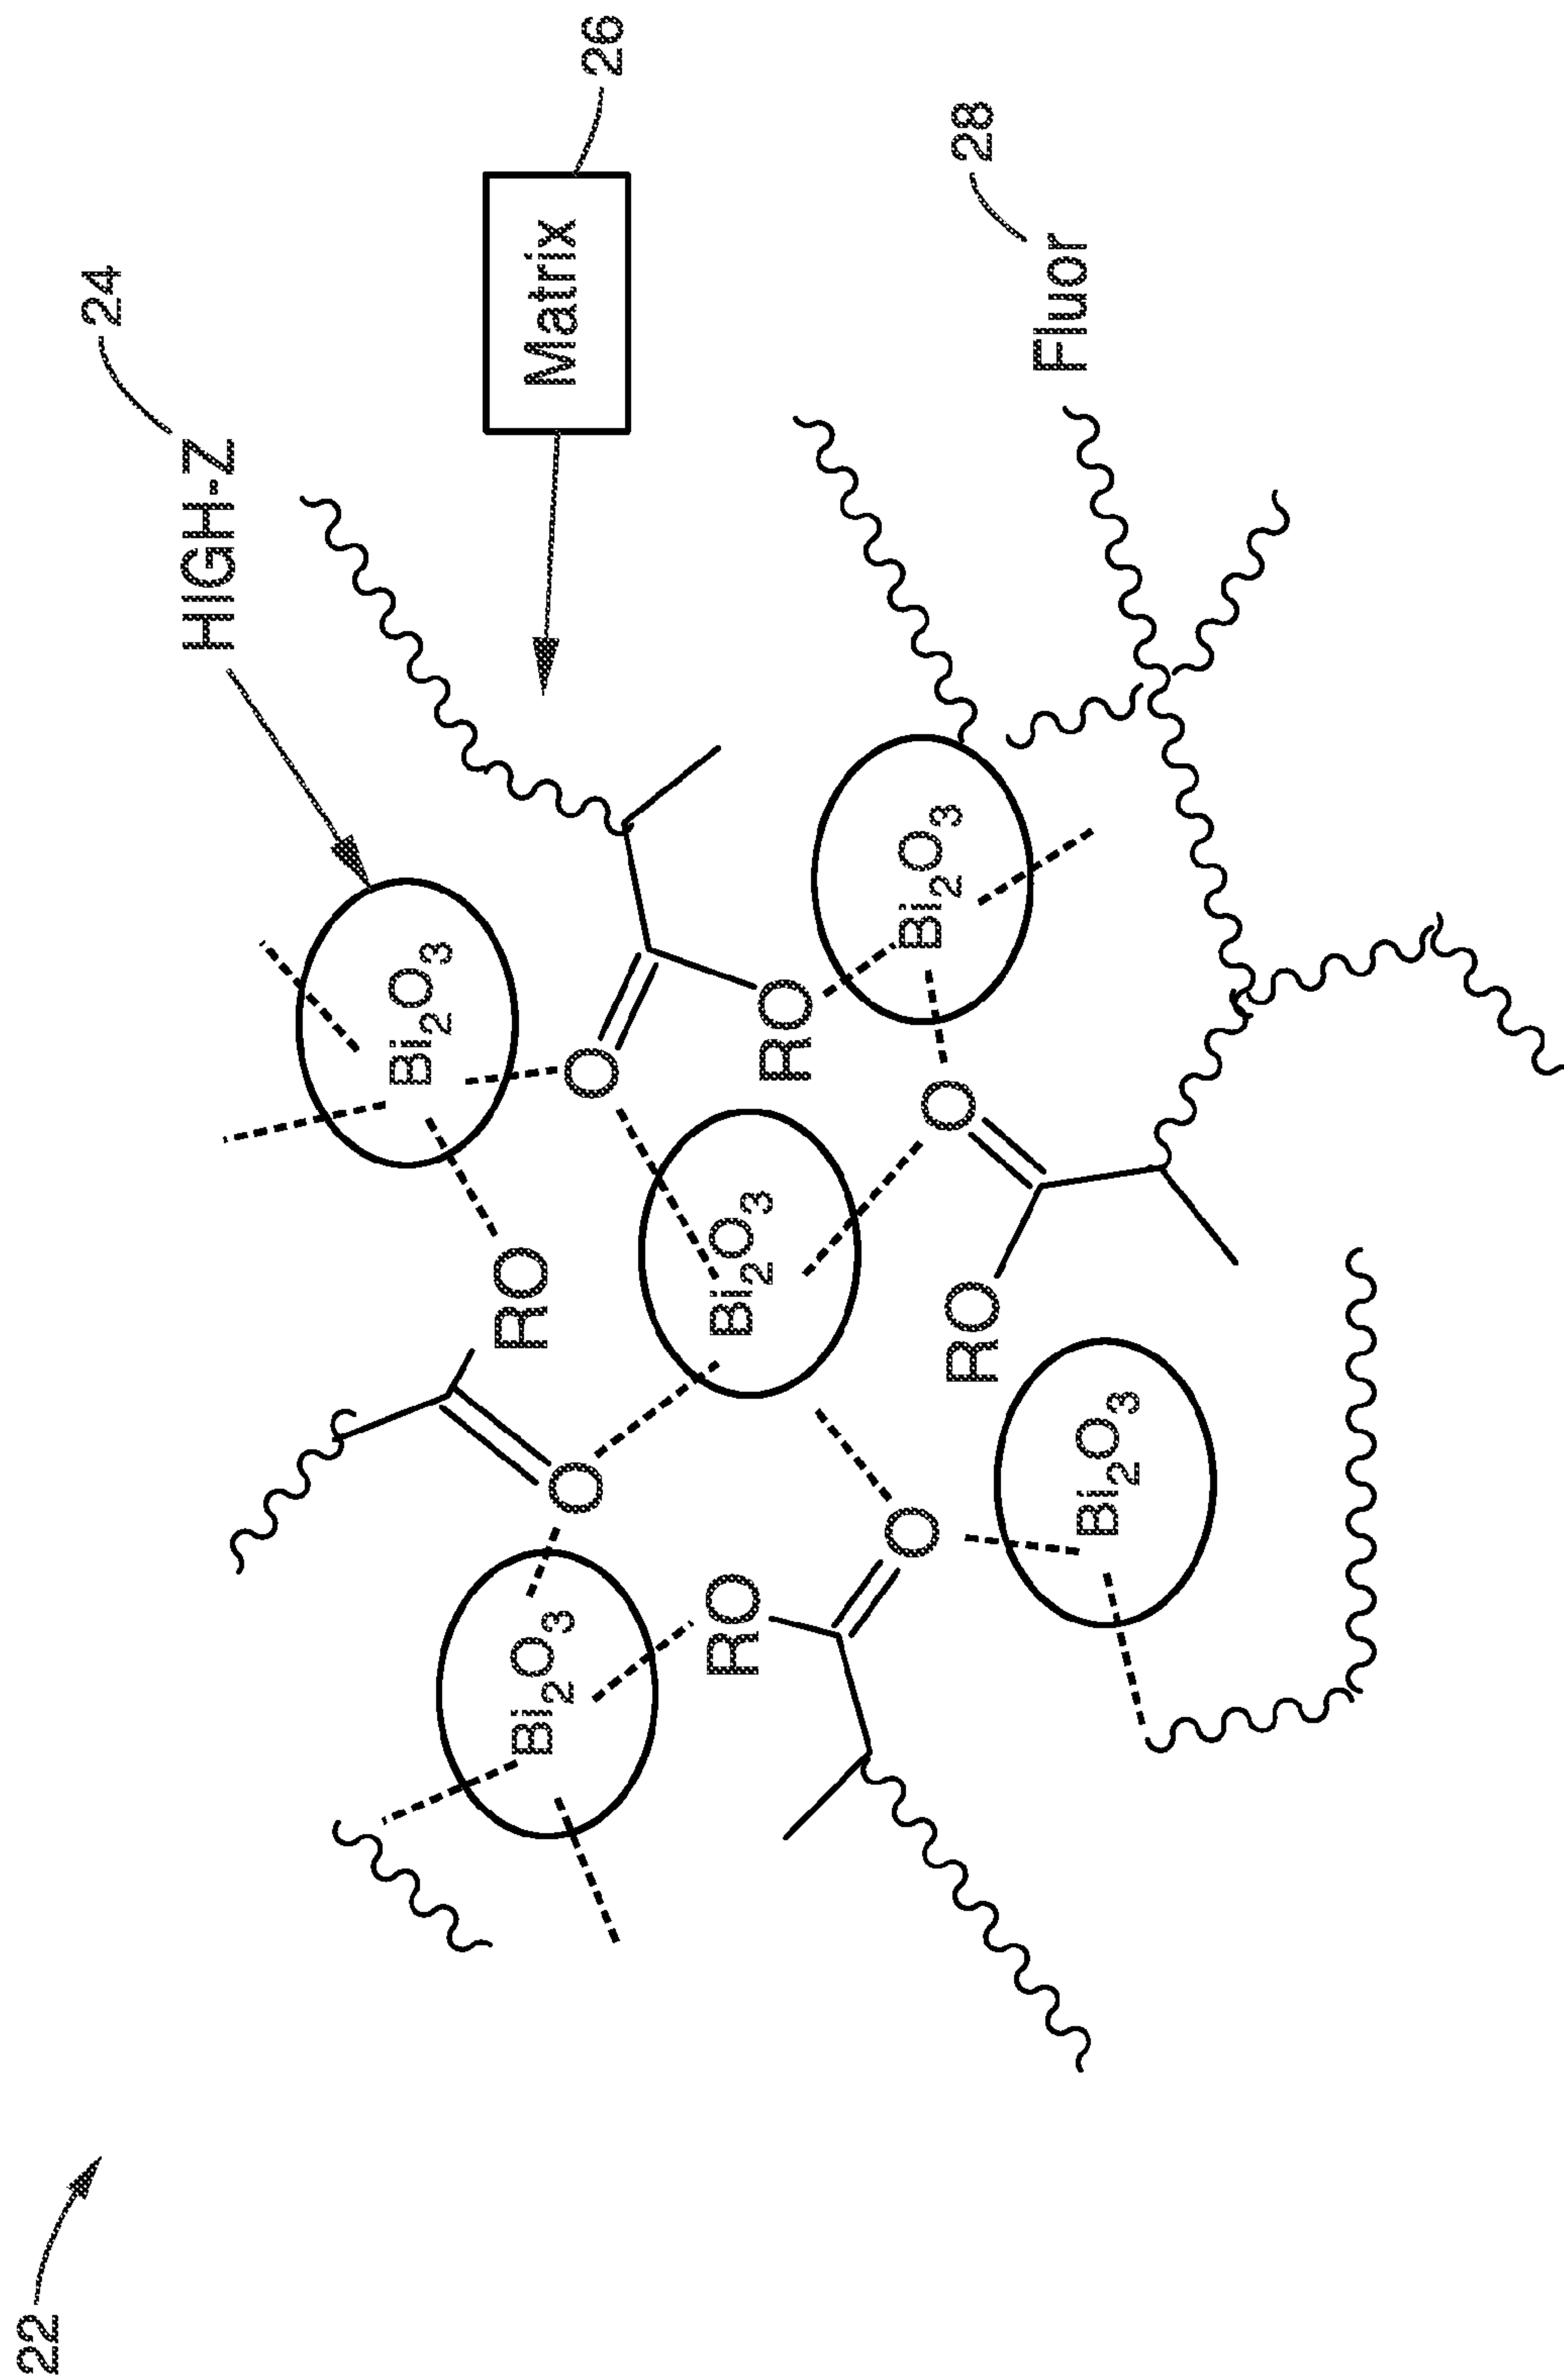 22
24
HIGH-Z
Bi₂O₃
RO
26
Matrix
Bi₂O₃
O
O
RO
Bi₂O₃
RO
O
O
Bi₂O₃
RO
28
Fluor
Bi₂O₃